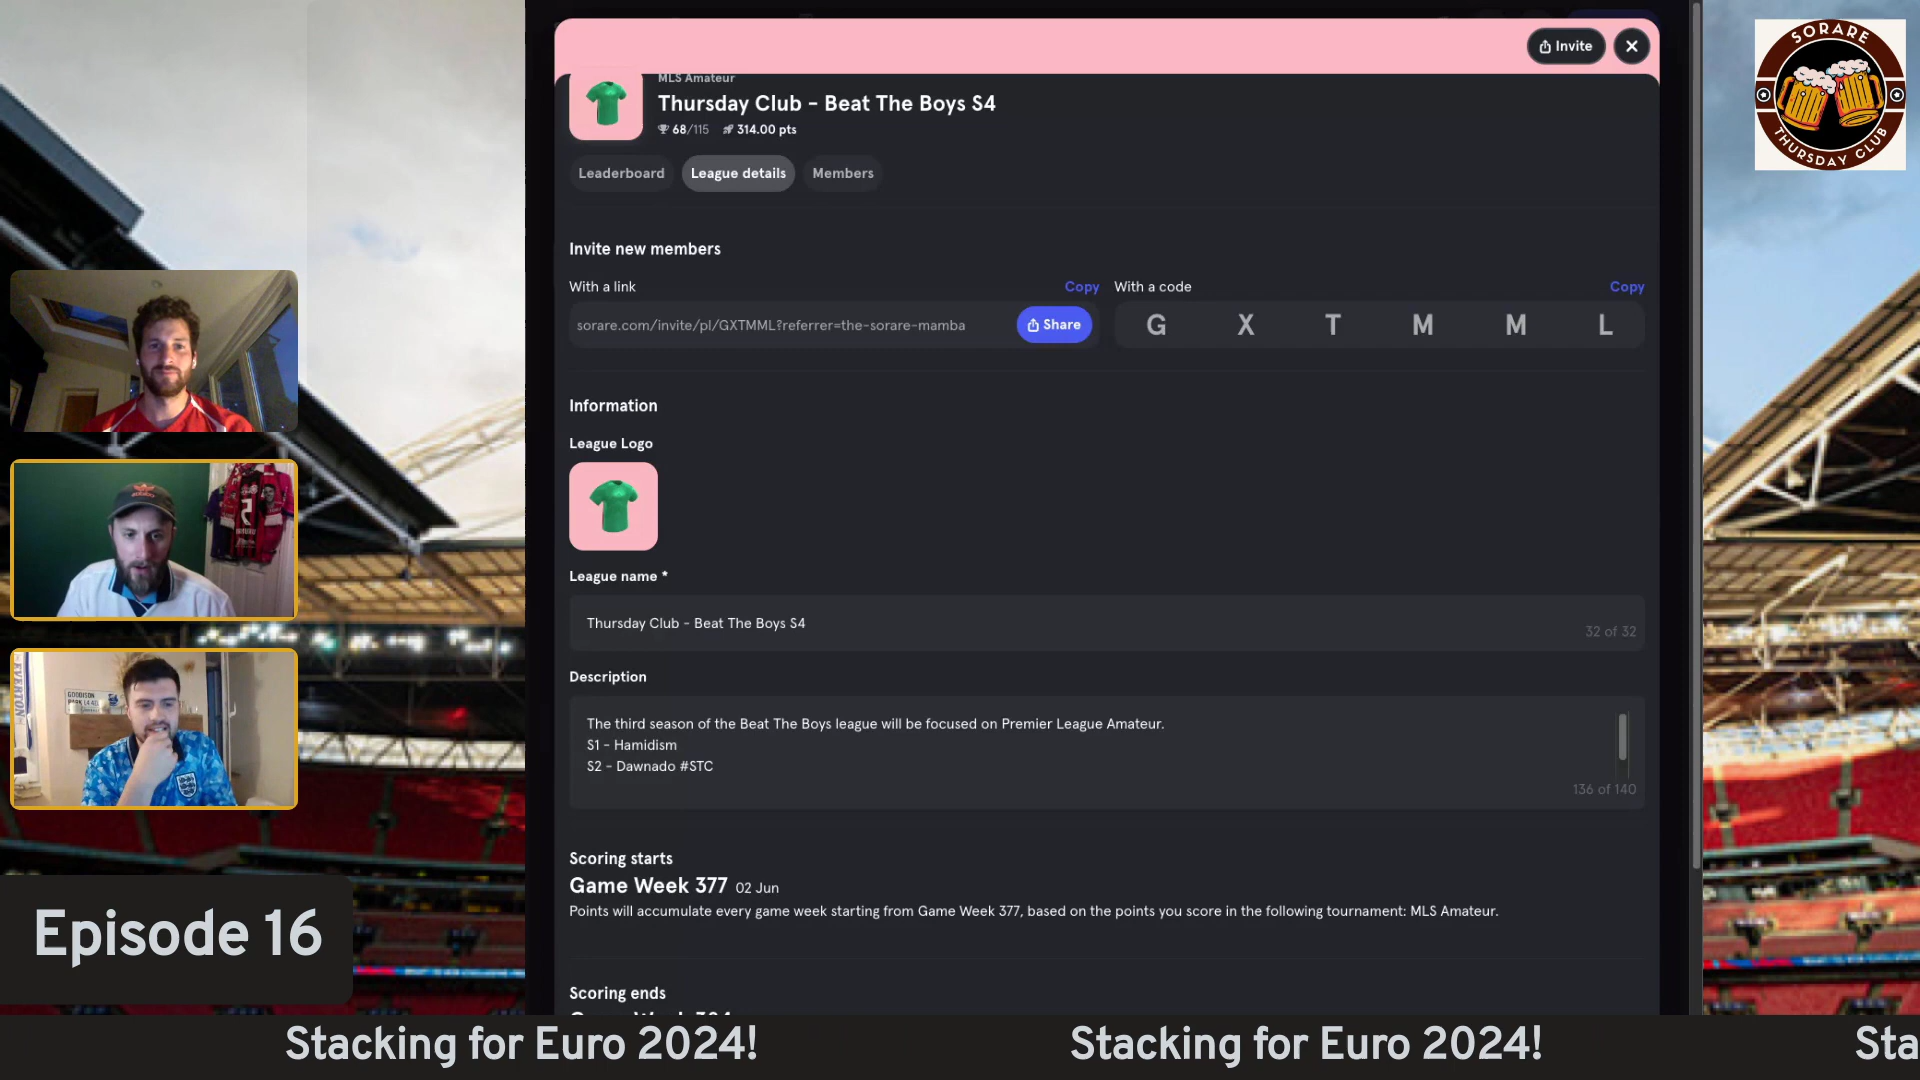 Invite
MLS Amateur
Thursday Club - Beat The Boys S4
68/115 314.00 pts
Leaderboard League details Members
Invite new members
With a link Copy
sorare.com/invite/pl/GXTMML?referrer=the-sorare-mamba Share
With a code Copy
G X T M M L
Information
League Logo
League name *
Thursday Club - Beat The Boys S4
32 of 32
Description
The third season of the Beat The Boys league will be focused on Premier League Amateur.
S1 - Hamidism
S2 - Dawnado #STC
136 of 140
Scoring starts
Game Week 377 02 Jun
Points will accumulate every game week starting from Game Week 377, based on the points you score in the following tournament: MLS Amateur.
Scoring ends
SORARE
THURSDAY CLUB
EVERTON
GOODISON
Episode 16
Stacking for Euro 2024! Stacking for Euro 2024! Sta